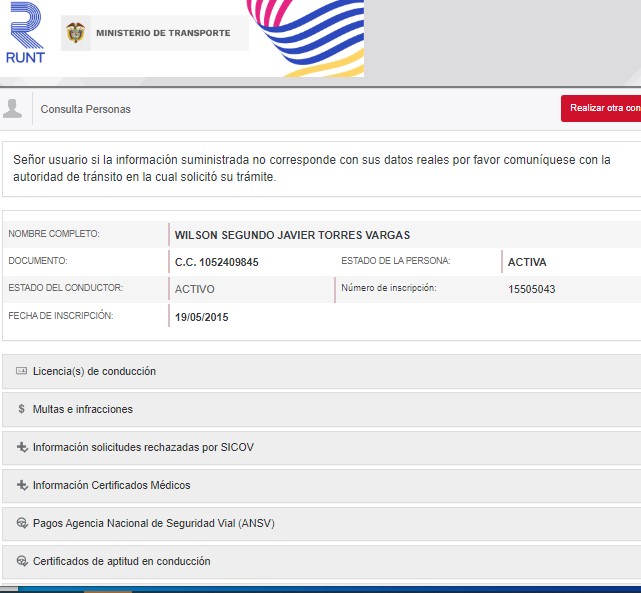 RUNT
MINISTERIO DE TRANSPORTE
Consulta Personas
Realizar otra con
Señor usuario si la información suministrada no corresponde con sus datos reales por favor comuníquese con la
autoridad de tránsito en la cual solicitó su trámite.
NOMBRE COMPLETO: WILSON SEGUNDO JAVIER TORRES VARGAS
DOCUMENTO: C.C. 1052409845 ESTADO DE LA PERSONA: ACTIVA
ESTADO DEL CONDUCTOR: ACTIVO Número de inscripción: 15505043
FECHA DE INSCRIPCIÓN: 19/05/2015
Licencia(s) de conducción
$ Multas e infracciones
Información solicitudes rechazadas por SICOV
Información Certificados Médicos
Pagos Agencia Nacional de Seguridad Vial (ANSV)
Certificados de aptitud en conducción